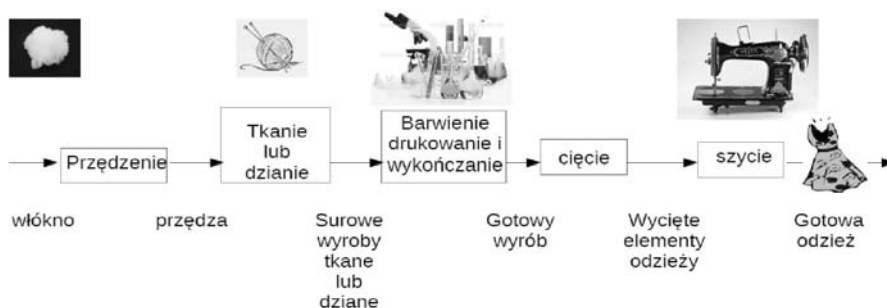 Przędzenie
Tkanie
lub
dzianie
Barwienie
drukowanie i
wykończanie
cięcie
szycie
włókno
przędza
Surowe
wyroby
tkane
lub
dziane
Gotowy
wyrób
Wycięte
elementy
odzieży
Gotowa
odzież